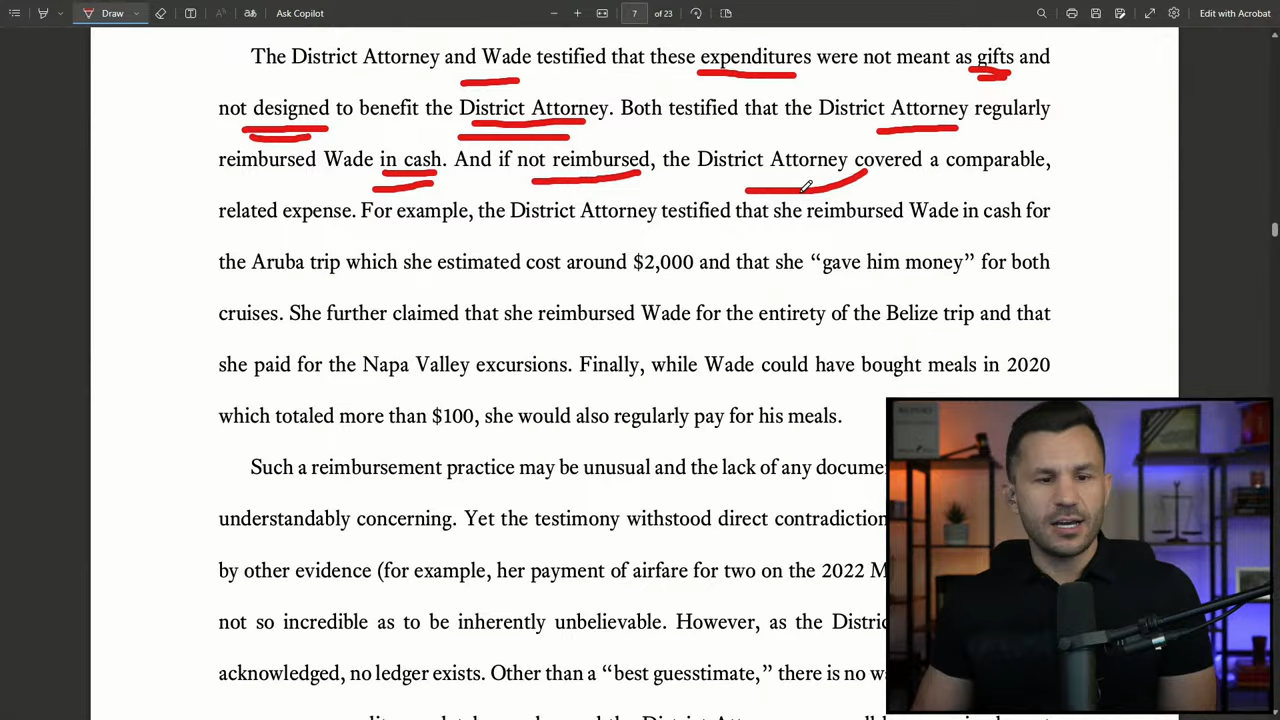 Draw
Ask Copilot
7 of 23
Edit with Acrobat
The District Attorney and Wade testified that these expenditures were not meant as gifts and
not designed to benefit the District Attorney. Both testified that the District Attorney regularly
reimbursed Wade in cash. And if not reimbursed, the District Attorney covered a comparable,
related expense. For example, the District Attorney testified that she reimbursed Wade in cash for
the Aruba trip which she estimated cost around $2,000 and that she “gave him money” for both
cruises. She further claimed that she reimbursed Wade for the entirety of the Belize trip and that
she paid for the Napa Valley excursions. Finally, while Wade could have bought meals in 2020
which totaled more than $100, she would also regularly pay for his meals.
Such a reimbursement practice may be unusual and the lack of any docume
understandably concerning. Yet the testimony withstood direct contradiction
by other evidence (for example, her payment of airfare for two on the 2022 M
not so incredible as to be inherently unbelievable. However, as the Distric
acknowledged, no ledger exists. Other than a “best guesstimate,” there is no w